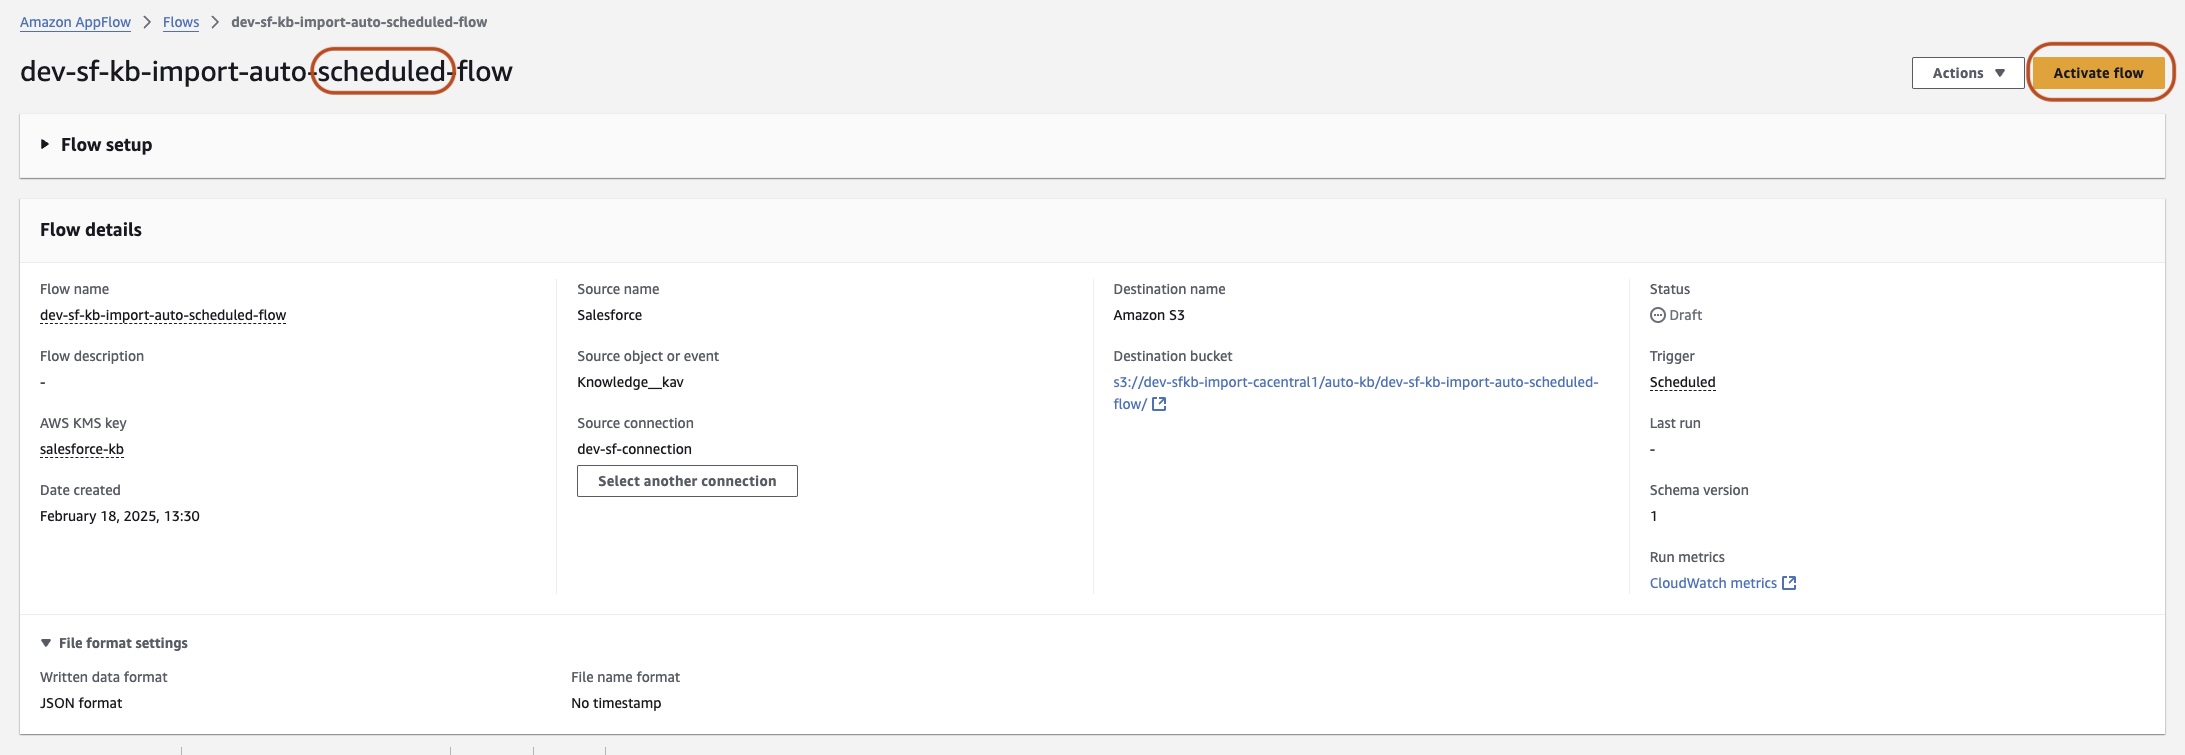 Amazon AppFlow > Flows > dev-sf-kb-import-auto-scheduled-flow
dev-sf-kb-import-auto-scheduled-flow
Actions
Activate flow
Flow setup
Flow details
Flow name
dev-sf-kb-import-auto-scheduled-flow
Flow description
-
AWS KMS key
salesforce-kb
Date created
February 18, 2025, 13:30
Source name
Salesforce
Source object or event
Knowledge__kav
Source connection
dev-sf-connection
Select another connection
Destination name
Amazon S3
Destination bucket
s3://dev-sfkb-import-cacentral1/auto-kb/dev-sf-kb-import-auto-scheduled-
flow/
Status
Draft
Trigger
Scheduled
Last run
-
Schema version
1
Run metrics
CloudWatch metrics
File format settings
Written data format
JSON format
File name format
No timestamp